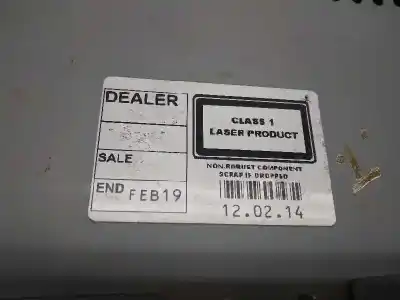 DEALER
SALE
END FEB19
CLASS 1
LASER PRODUCT
NON.ROBUST COMPONENT
SCRAP IF DROPPED
12.02.14